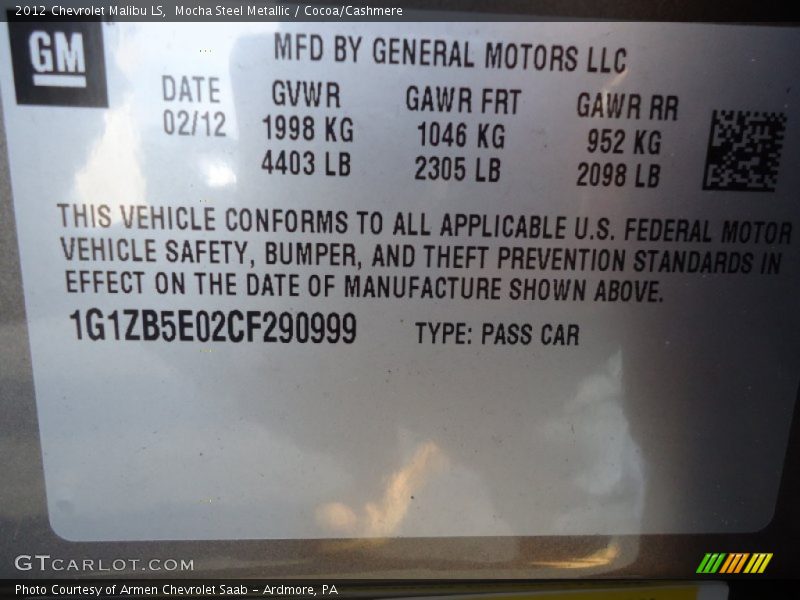 2012 Chevrolet Malibu LS, Mocha Steel Metallic / Cocoa/Cashmere
GM
MFD BY GENERAL MOTORS LLC
DATE GVWR GAWR FRT GAWR RR
02/12 1998 KG 1046 KG 952 KG
4403 LB 2305 LB 2098 LB
THIS VEHICLE CONFORMS TO ALL APPLICABLE U.S. FEDERAL MOTOR
VEHICLE SAFETY, BUMPER, AND THEFT PREVENTION STANDARDS IN
EFFECT ON THE DATE OF MANUFACTURE SHOWN ABOVE.
1G1ZB5E02CF290999 TYPE: PASS CAR
GTCARLOT.COM
Photo Courtesy of Armen Chevrolet Saab - Ardmore, PA